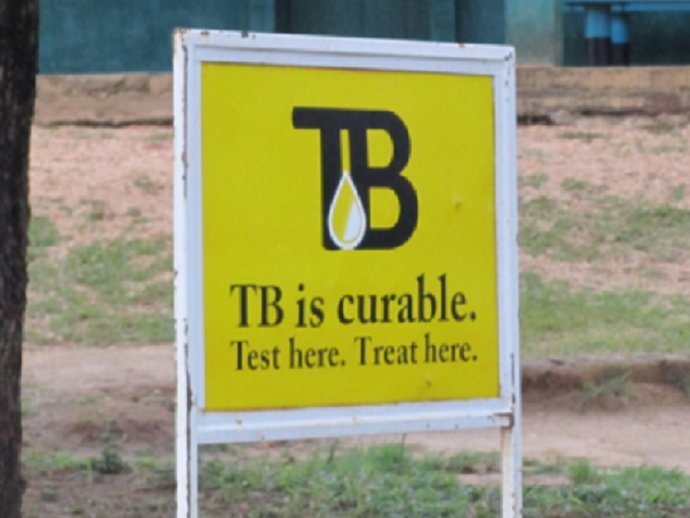 TB
TB is curable.
Test here. Treat here.